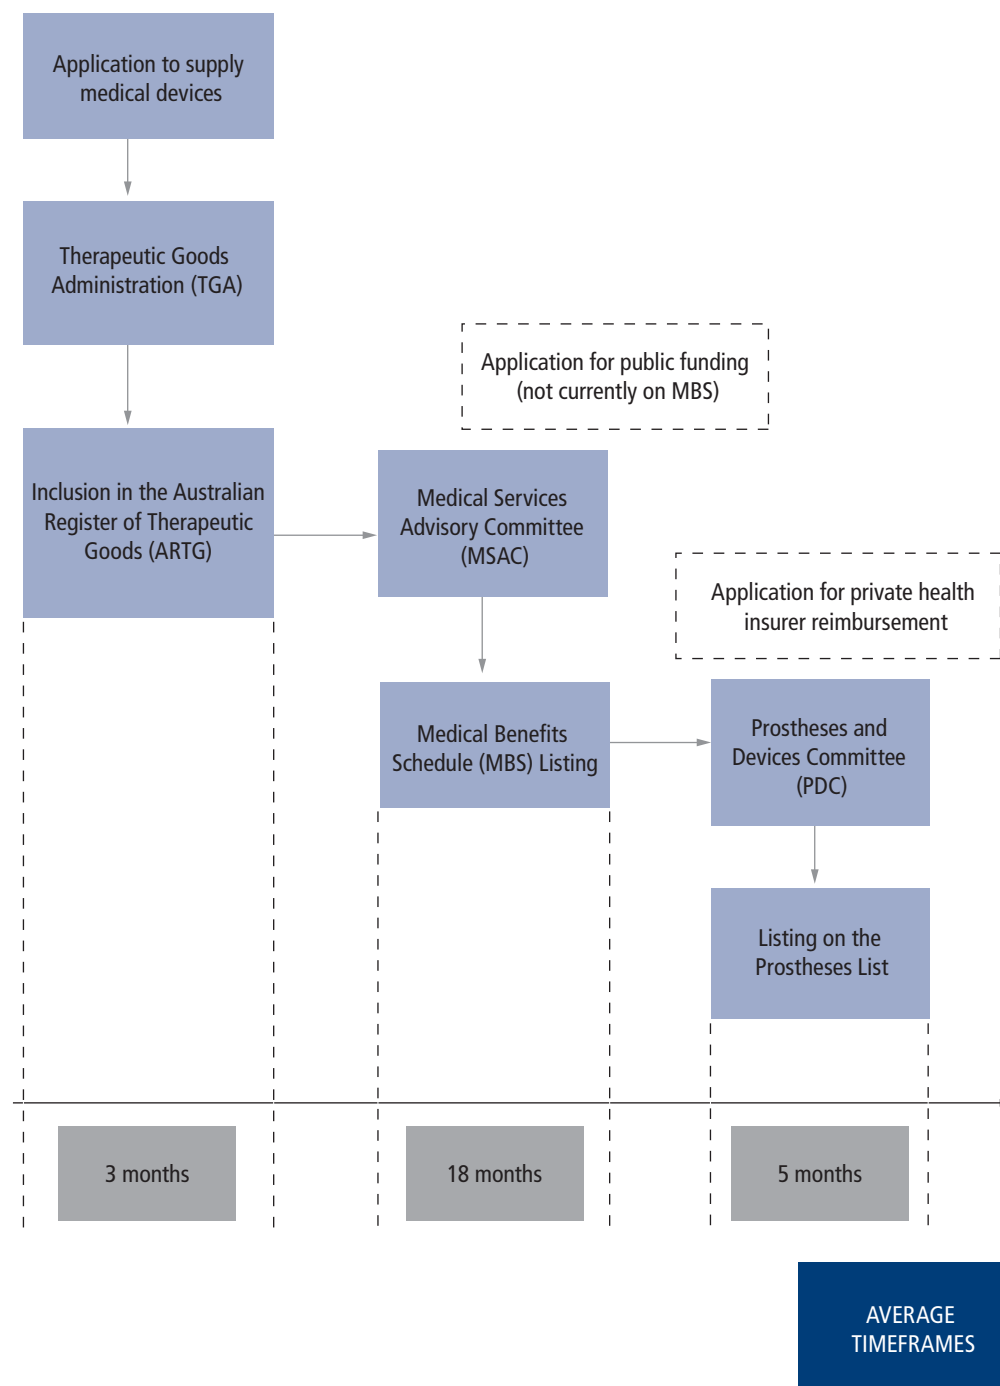 Application to supply
medical devices
Therapeutic Goods
Administration (TGA)
Application for public funding
(not currently on MBS)
Inclusion in the Australian
Register of Therapeutic
Goods (ARTG)
Medical Services
Advisory Committee
(MSAC)
Application for private health
insurer reimbursement
Medical Benefits
Schedule (MBS) Listing
Prostheses and
Devices Committee
(PDC)
Listing on the
Prostheses List
3 months
18 months
5 months
AVERAGE
TIMEFRAMES